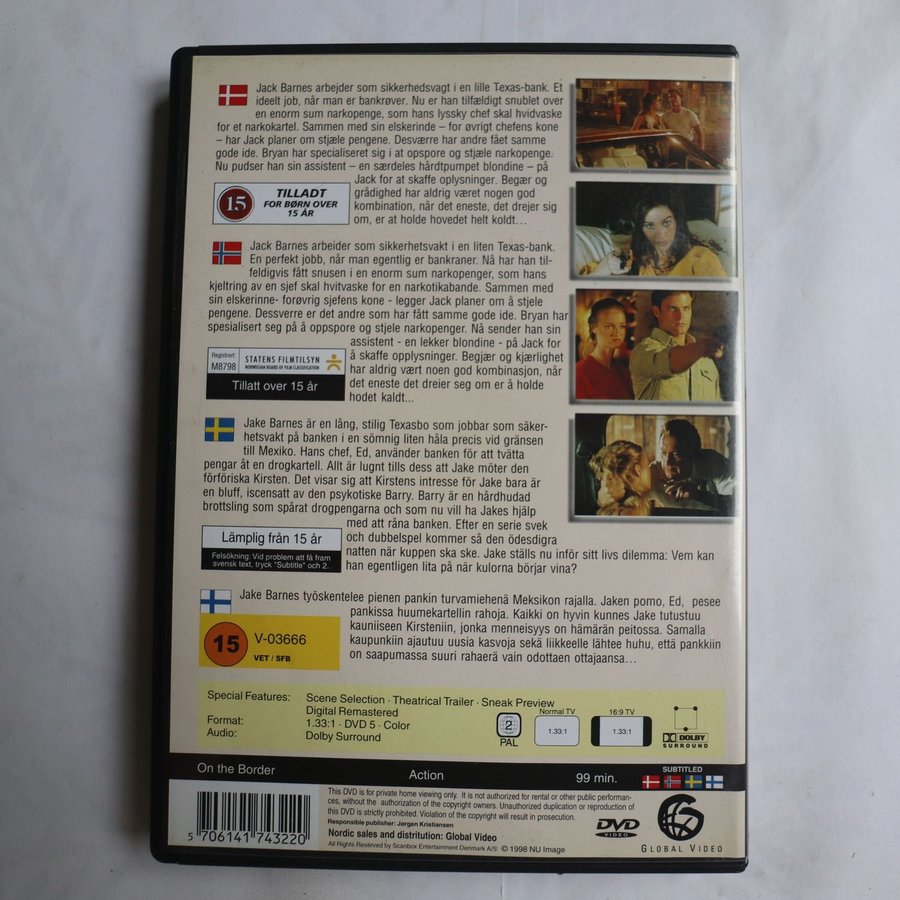 Jack Barnes arbejder som sikkerhedsvagt i en lille Texas-bank. Et
ideelt job, når man er bankrøver. Nu er han tilfældigt snublet over
en enorm sum narkopenge, som hans lyssky chef skal hvidvaske
for et narkokartel. Sammen med sin elskerinde – for øvrigt chefens kone
– har Jack planer om at stjæle pengene. Desværre har andre fået samme
gode ide. Bryan har specialiseret sig i at opspore og stjæle narkopenge.
Nu pudser han sin assistent – en særdeles hårdtpumpet blondine – på
Jack for at skaffe oplysninger. Begær og
grådighed har aldrig været nogen god
kombination, når det eneste, det drejer sig
om, er at holde hovedet helt koldt...
15
TILLADT
FOR BØRN OVER
15 ÅR
Jack Barnes arbeider som sikkerhetsvakt i en liten Texas-bank.
En perfekt jobb, når man egentlig er bankraner. Nå har han til-
feldigvis fått snusen i en enorm sum narkopenger, som hans
kjeltring av en sjef skal hvitvaske for en narkotikabande. Sammen med
sin elskerinne- forøvrig sjefens kone - legger Jack planer om å stjele
pengene. Dessverre er det andre som har fått samme gode ide. Bryan har
spesialisert seg på å oppspore og stjele narkopenger. Nå sender han sin
assistent - en lekker blondine - på Jack for
å skaffe opplysninger. Begjær og kjærlighet
har aldrig vært noen god kombinasjon, når
det eneste det dreier seg om er å holde
hodet kaldt...
Registrert:
M8798
STATENS FILMTILSYN
NORWEGIAN BOARD OF FILM CLASSIFICATION
Tillatt over 15 år
Jake Barnes är en lång, stilig Texasbo som jobbar som säker-
hetsvakt på banken i en sömnig liten håla precis vid gränsen
till Mexiko. Hans chef, Ed, använder banken för att tvätta
pengar åt en drogkartell. Allt är lugnt tills dess att Jake möter den
förföriska Kirsten. Det visar sig att Kirstens intresse för Jake bara är
en bluff, iscensatt av den psykotiske Barry. Barry är en hårdhudad
brottsling som spårat drogpengarna och som nu vill ha Jakes hjälp
med att råna banken. Efter en serie svek
och dubbelspel kommer så den ödesdigra
natten när kuppen ska ske. Jake ställs nu inför sitt livs dilemma: Vem kan
han egentligen lita på när kulorna börjar vina?
Lämplig från 15 år
Felsökning: Vid problem att få fram
svensk text, tryck "Subtitle" och 2.
Jake Barnes työskentelee pienen pankin turvamiehenä Meksikon rajalla. Jaken pomo, Ed, pesee
pankissa huumekartellin rahoja. Kaikki on hyvin kunnes Jake tutustuu
kauniiseen Kirsteniin, jonka menneisyys on hämärän peitossa. Samalla
kaupunkiin ajautuu uusia kasvoja sekä liikkeelle lähtee huhu, että pankkiin
on saapumassa suuri rahaerä vain odottaen ottajaansa...
15
V-03666
VET / SFB
Special Features: Scene Selection · Theatrical Trailer · Sneak Preview
Digital Remastered
Format: 1.33:1 · DVD 5 · Color
Audio: Dolby Surround
2
PAL
Normal TV
1.33:1
16:9 TV
1.33:1
DOLBY
SURROUND
On the Border
Action
99 min.
SUBTITLED
This DVD is for private home viewing only. It is not authorized for rental or other public performan-
ces, without the authorization of the copyright owners. Unauthorized duplication or reproduction of
this DVD is strictly prohibited. Violation of the copyright will result in prosecution.
Responsible publisher: Jørgen Kristiansen
Nordic sales and distribution: Global Video
All Rights Reserved by Scanbox Entertainment Denmark A/S © 1998 NU Image
5 706141 743220
DVD
VIDEO
GLOBAL VIDEO